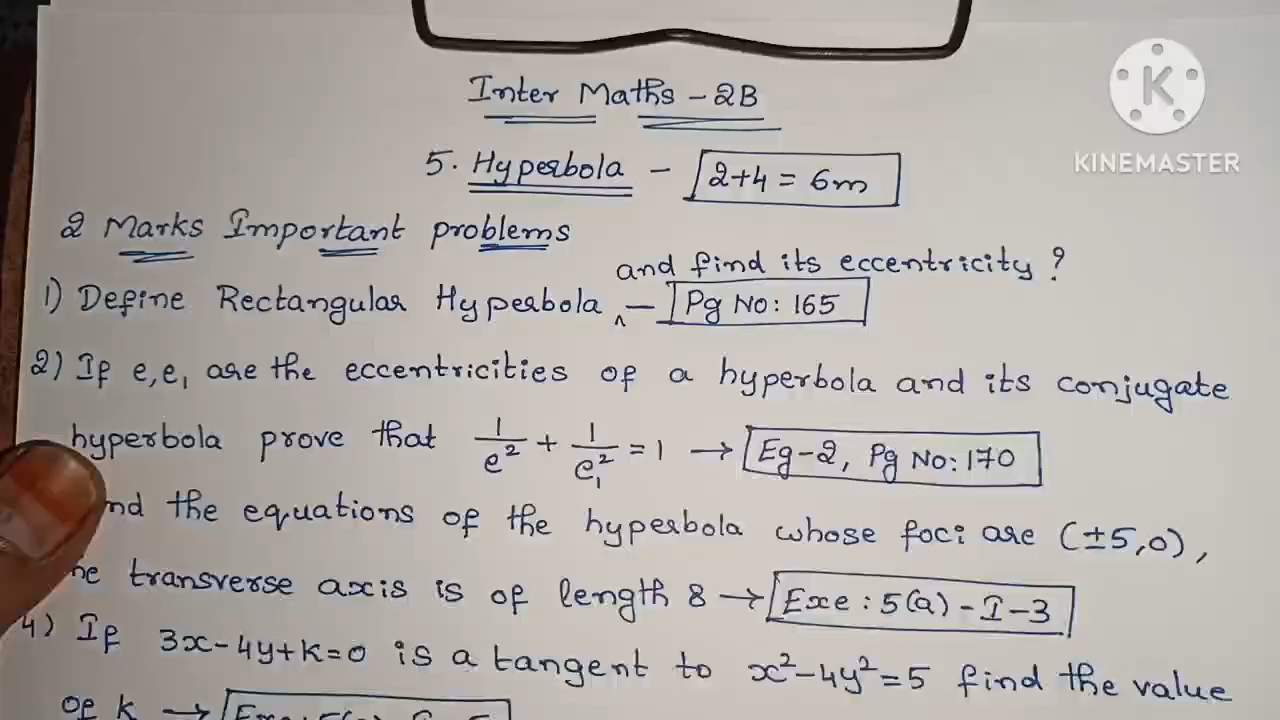 Inter Maths - 2B
K
KINEMASTER
5. Hyperbola - 2+4 = 6m
2 Marks Important problems
and find its eccentricity ?
1) Define Rectangular Hyperbola ^ - Pg No: 165
2) If e,e₁ are the eccentricities of a hyperbola and its conjugate
hyperbola prove that 1/e² + 1/e₁² = 1 → Eg-2, Pg No: 170
nd the equations of the hyperbola whose foci are (±5,0),
he transverse axis is of length 8 → Exe : 5(a) - I - 3
4) If 3x-4y+k=0 is a tangent to x²-4y²=5 find the value
of k →